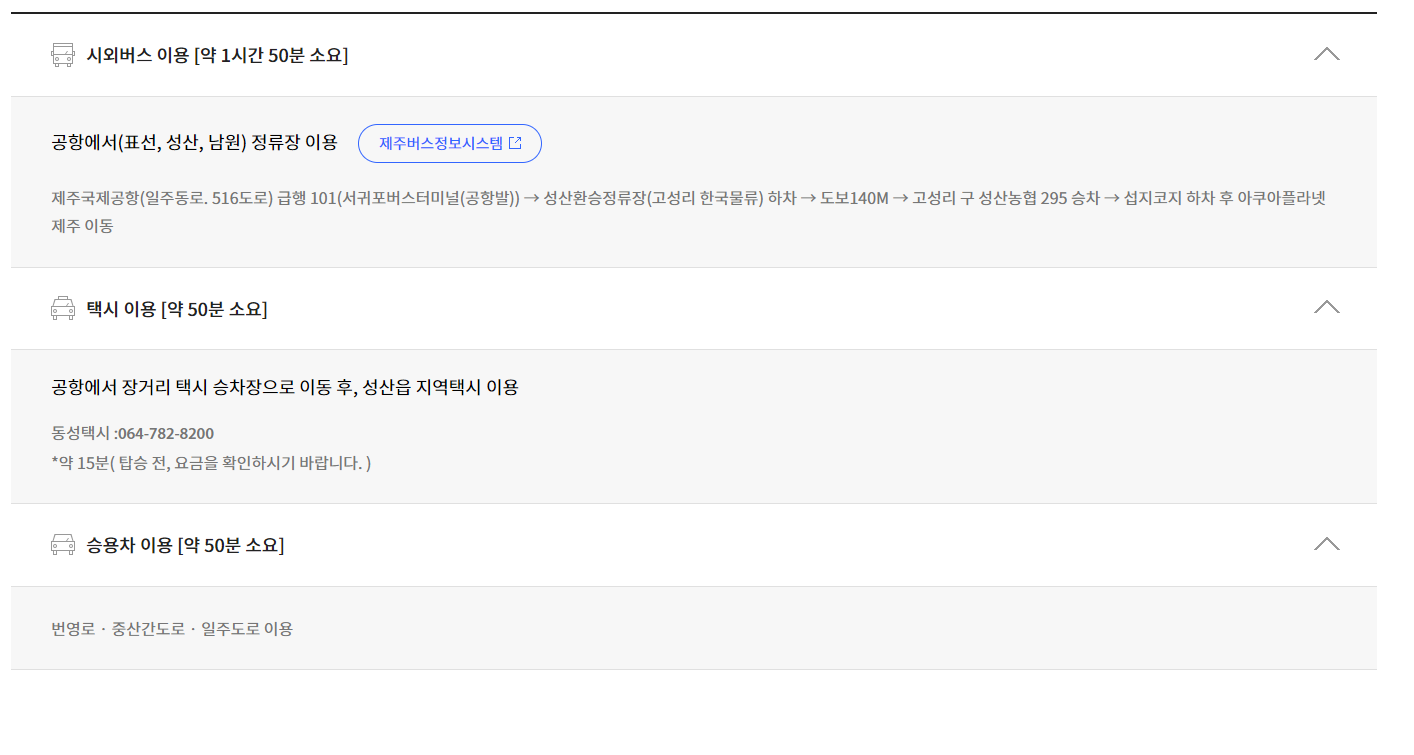 시외버스 이용 [약 1시간 50분 소요]
공항에서(표선, 성산, 남원) 정류장 이용 제주버스정보시스템
제주국제공항(일주동로. 516도로) 급행 101(서귀포버스터미널(공항발)) → 성산환승정류장(고성리 한국물류) 하차 → 도보140M → 고성리 구 성산농협 295 승차 → 섭지코지 하차 후 아쿠아플라넷
제주 이동
택시 이용 [약 50분 소요]
공항에서 장거리 택시 승차장으로 이동 후, 성산읍 지역택시 이용
동성택시 :064-782-8200
*약 15분( 탑승 전, 요금을 확인하시기 바랍니다. )
승용차 이용 [약 50분 소요]
번영로 · 중산간도로 · 일주도로 이용